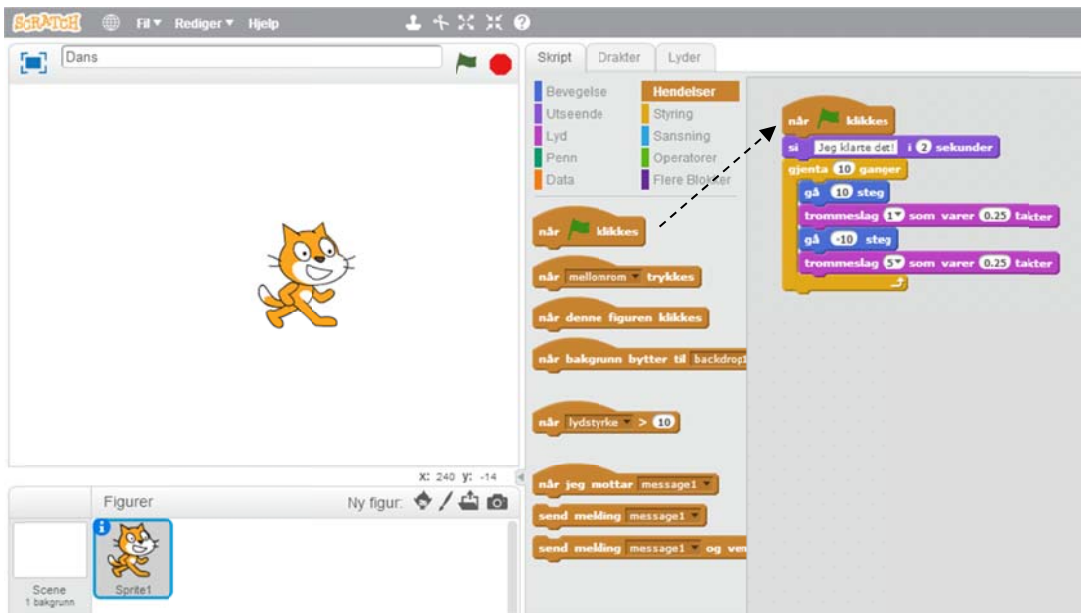 SCRATCH Fil Rediger Hjelp
Dans
Skript Drakter Lyder
Bevegelse Hendelser
Utseende Styring
Lyd Sansning
Penn Operatorer
Data Flere Blokker
når klikkes
når mellomrom trykkes
når denne figuren klikkes
når bakgrunn bytter til backdrop1
når lydstyrke > 10
når jeg mottar message1
send melding message1
send melding message1 og ven
når klikkes
si Jeg klarte det! i 2 sekunder
gjenta 10 ganger
gå 10 steg
trommeslag 1 som varer 0.25 takter
gå -10 steg
trommeslag 5 som varer 0.25 takter
x: 240 y: -14
Figurer Ny figur:
Scene
1 bakgrunn
Sprite1